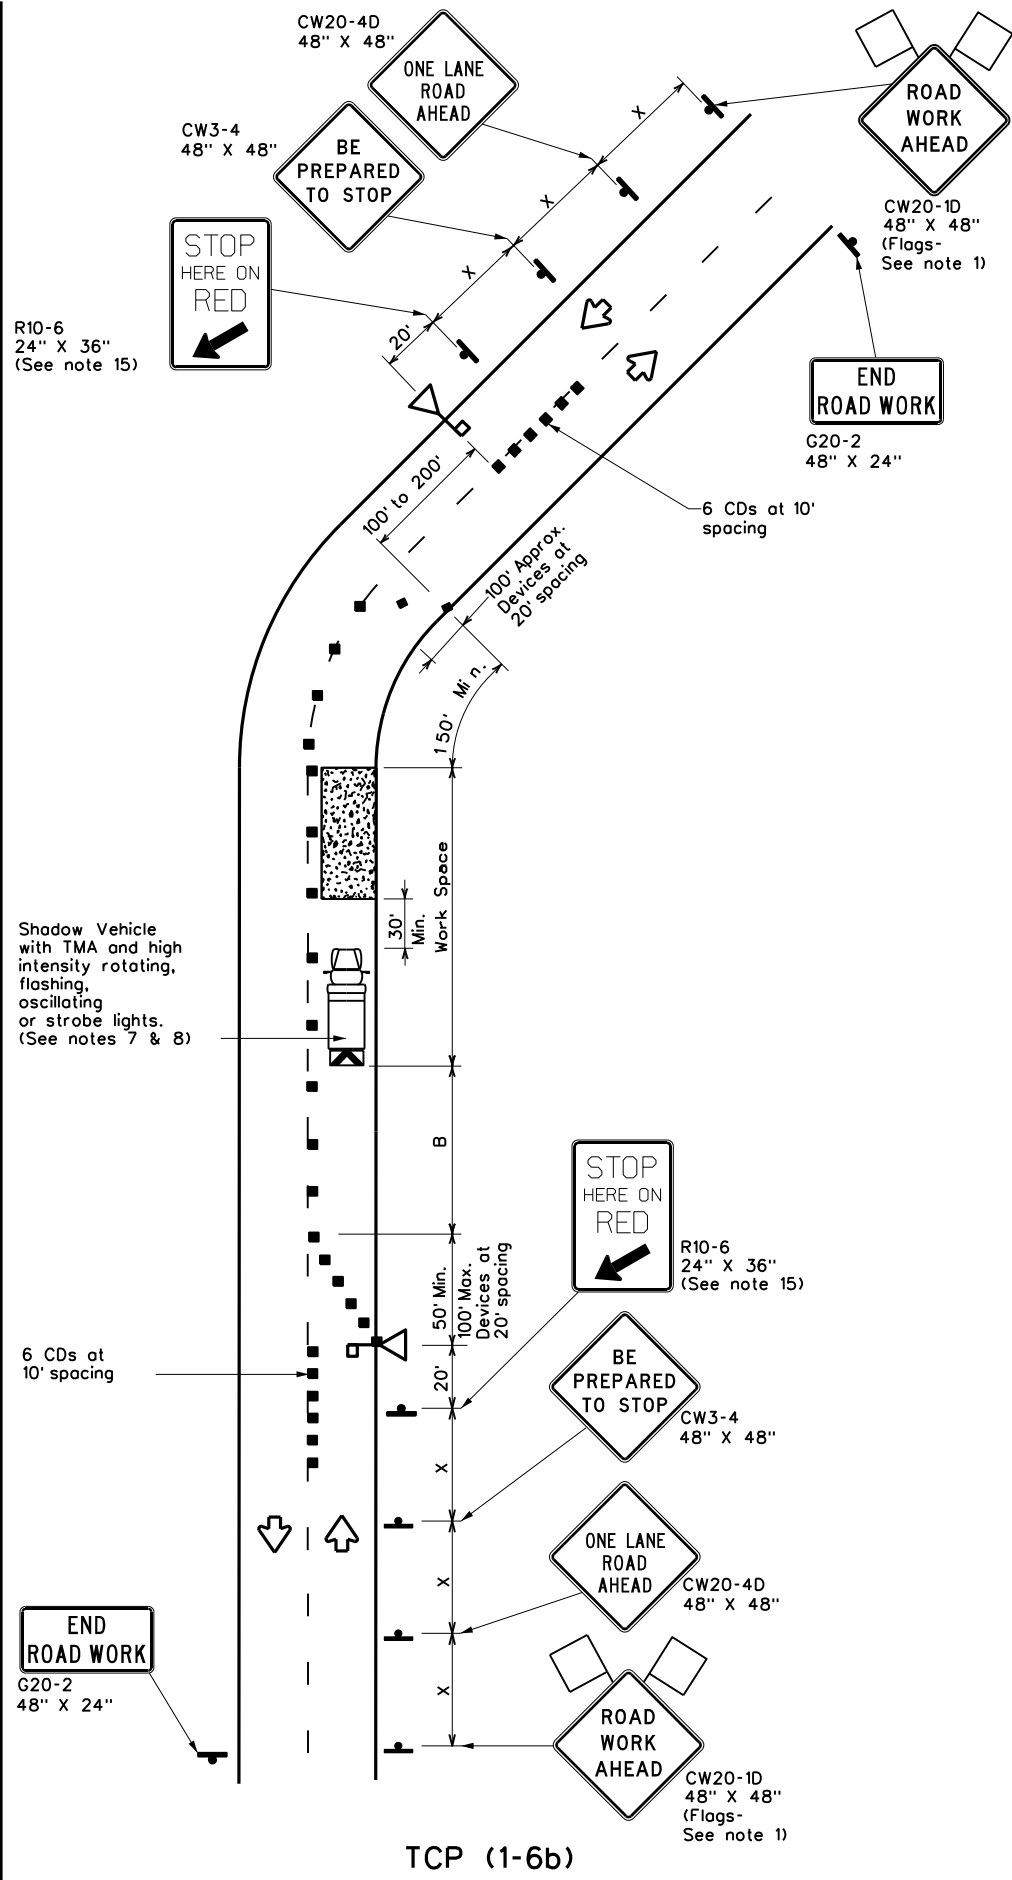 CW20-4D
48" X 48"
ONE LANE
ROAD
AHEAD
CW3-4
48" X 48"
BE
PREPARED
TO STOP
ROAD
WORK
AHEAD
CW20-1D
48" X 48"
(Flags-
See note 1)
STOP
HERE ON
RED
R10-6
24" X 36"
(See note 15)
X
X
X
20'
END
ROAD WORK
G20-2
48" X 24"
6 CDs at 10'
spacing
100' to 200'
100' Approx.
Devices at
20' spacing
150' Min.
Work Space
30'
Min.
Shadow Vehicle
with TMA and high
intensity rotating,
flashing,
oscillating
or strobe lights.
(See notes 7 & 8)
B
50' Min.
100' Max.
Devices at
20' spacing
STOP
HERE ON
RED
R10-6
24" X 36"
(See note 15)
6 CDs at
10' spacing
20'
BE
PREPARED
TO STOP
CW3-4
48" X 48"
X
ONE LANE
ROAD
AHEAD
CW20-4D
48" X 48"
X
END
ROAD WORK
G20-2
48" X 24"
X
ROAD
WORK
AHEAD
CW20-1D
48" X 48"
(Flags-
See note 1)
TCP (1-6b)